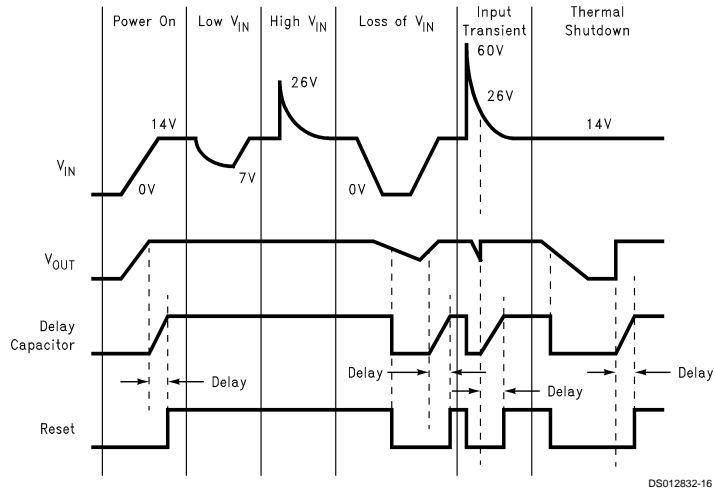 Power On
Low VIN
High VIN
Loss of VIN
Input
Transient
Thermal
Shutdown
60V
26V
26V
14V
14V
VIN
0V
7V
0V
VOUT
Delay
Capacitor
Delay
Delay
Delay
Delay
Reset
DS012832-16